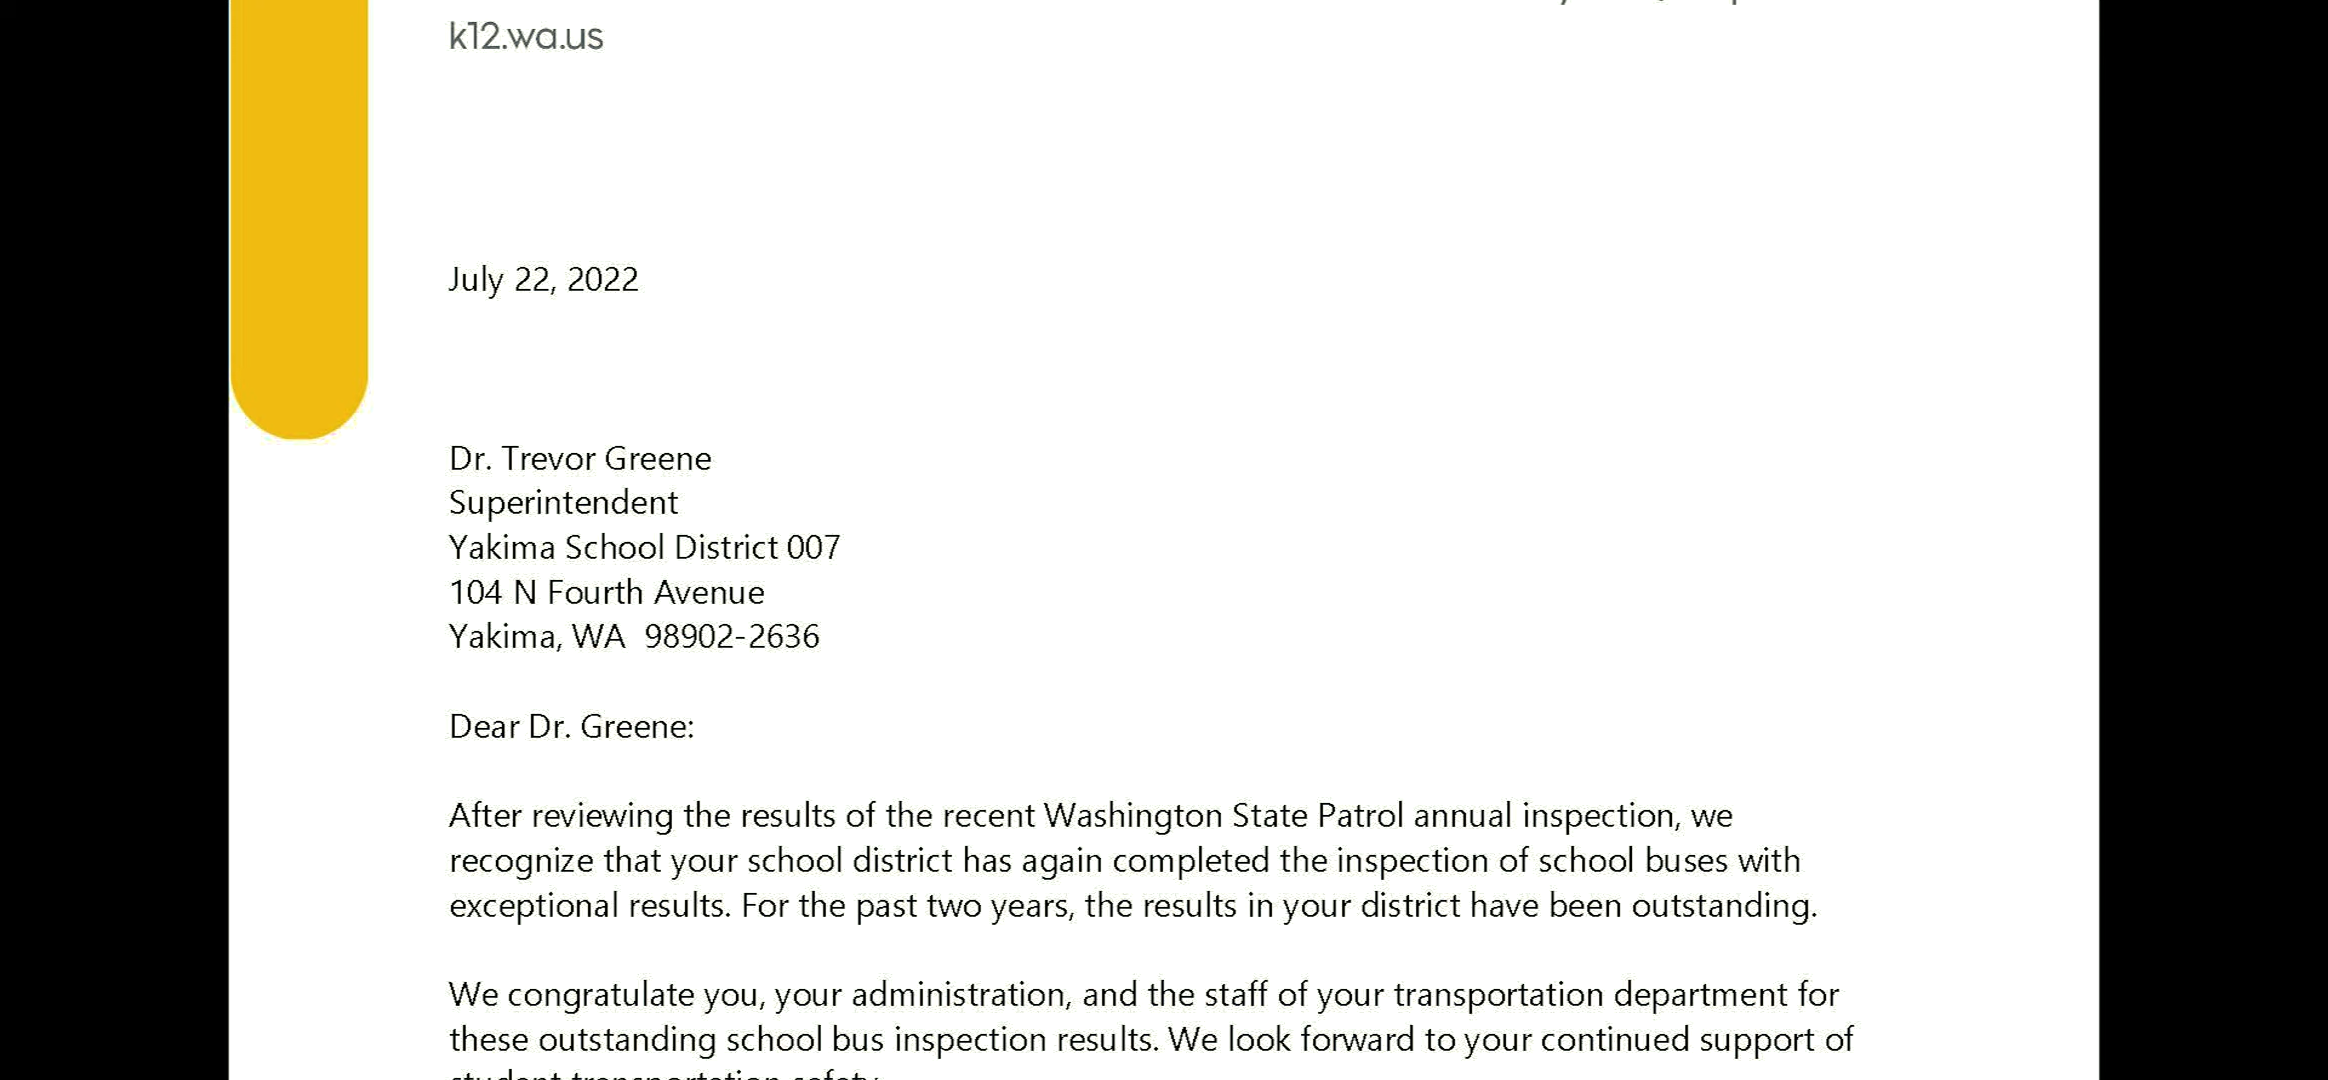 k12.wa.us
July 22, 2022
Dr. Trevor Greene
Superintendent
Yakima School District 007
104 N Fourth Avenue
Yakima, WA  98902-2636
Dear Dr. Greene:
After reviewing the results of the recent Washington State Patrol annual inspection, we
recognize that your school district has again completed the inspection of school buses with
exceptional results. For the past two years, the results in your district have been outstanding.
We congratulate you, your administration, and the staff of your transportation department for
these outstanding school bus inspection results. We look forward to your continued support of
student transportation safety.